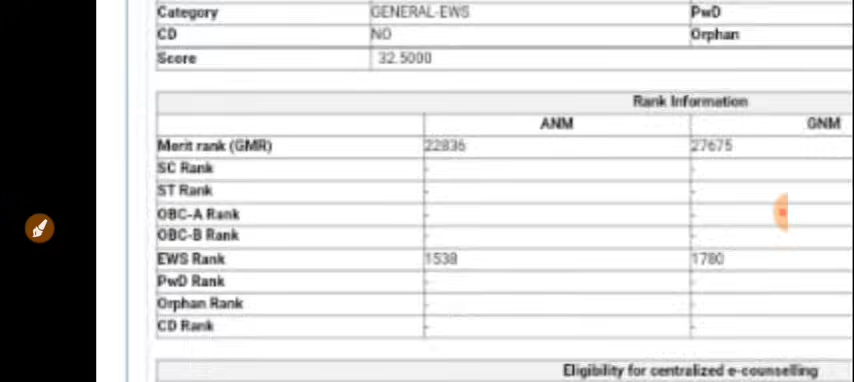 Category GENERAL-EWS PwD
CD NO Orphan
Score 32.5000
Rank Information
ANM GNM
Merit rank (GMR) 22836 27675
SC Rank - -
ST Rank - -
OBC-A Rank - -
OBC-B Rank - -
EWS Rank 1538 1780
PwD Rank - -
Orphan Rank - -
CD Rank - -
Eligibility for centralized e-counselling